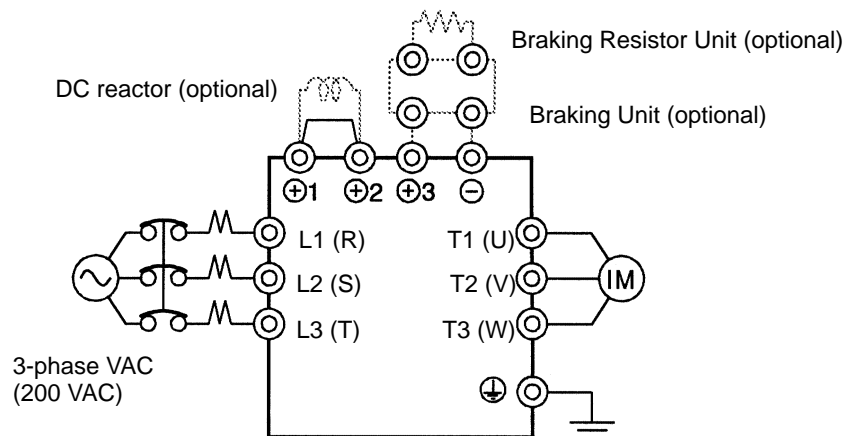 Braking Resistor Unit (optional)
DC reactor (optional)
Braking Unit (optional)
⊕1 ⊕2 ⊕3 ⊖
L1 (R) T1 (U)
L2 (S) T2 (V) IM
L3 (T) T3 (W)
3-phase VAC
(200 VAC)